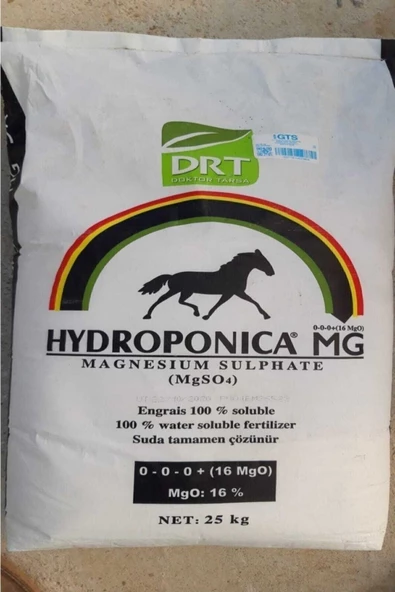 GTS
DRT
DOKTOR TARSA
0-0-0+(16 MgO)
HYDROPONICA® MG
MAGNESIUM SULPHATE
(MgSO4)
Engrais 100 % soluble
100 % water soluble fertilizer
Suda tamamen çözünür
0 - 0 - 0 + (16 MgO)
MgO: 16 %
NET: 25 kg